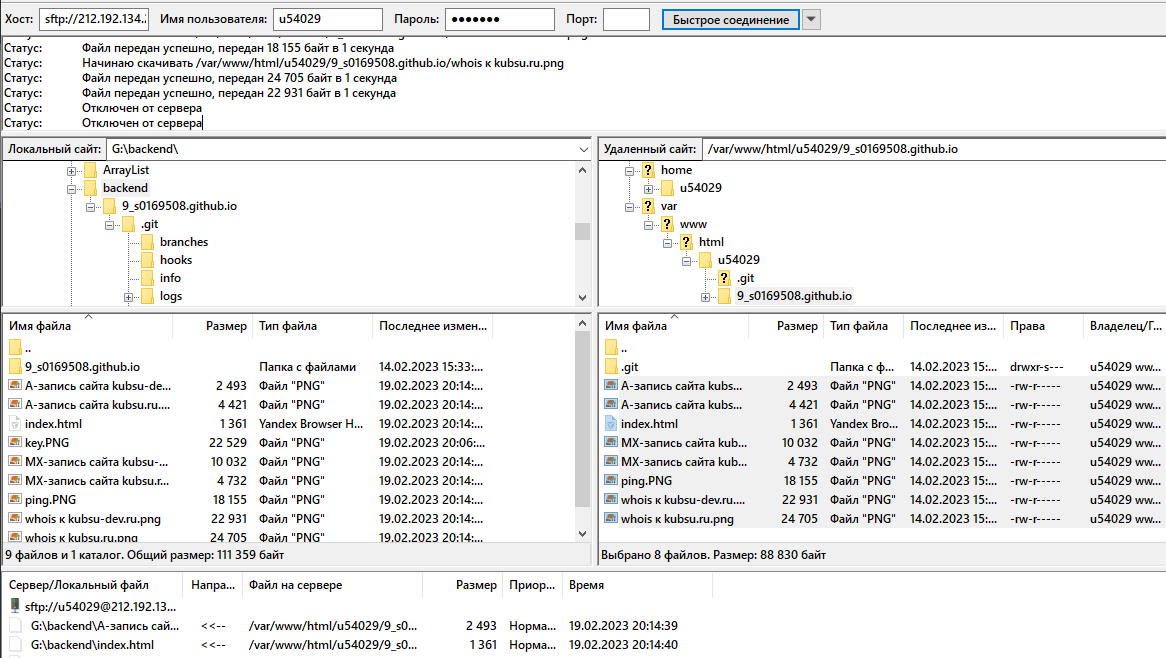 Хост: sftp://212.192.134. Имя пользователя: u54029 Пароль: ●●●●●●● Порт: Быстрое соединение
Статус: Файл передан успешно, передан 18 155 байт в 1 секунда
Статус: Начинаю скачивать /var/www/html/u54029/9_s0169508.github.io/whois к kubsu.ru.png
Статус: Файл передан успешно, передан 24 705 байт в 1 секунда
Статус: Файл передан успешно, передан 22 931 байт в 1 секунда
Статус: Отключен от сервера
Статус: Отключен от сервера
Локальный сайт: G:\backend\
ArrayList
backend
9_s0169508.github.io
.git
branches
hooks
info
logs
Удаленный сайт: /var/www/html/u54029/9_s0169508.github.io
home
u54029
var
www
html
u54029
.git
9_s0169508.github.io
Имя файла Размер Тип файла Последнее измен...
..
9_s0169508.github.io Папка с файлами 14.02.2023 15:33:...
А-запись сайта kubsu-de... 2 493 Файл "PNG" 19.02.2023 20:14:...
А-запись сайта kubsu.ru.... 4 421 Файл "PNG" 19.02.2023 20:14:...
index.html 1 361 Yandex Browser H... 19.02.2023 20:14:...
key.PNG 22 529 Файл "PNG" 19.02.2023 20:06:...
МХ-запись сайта kubsu-... 10 032 Файл "PNG" 19.02.2023 20:14:...
МХ-запись сайта kubsu.r... 4 732 Файл "PNG" 19.02.2023 20:14:...
ping.PNG 18 155 Файл "PNG" 19.02.2023 20:14:...
whois к kubsu-dev.ru.png 22 931 Файл "PNG" 19.02.2023 20:14:...
whois к kubsu.ru.png 24 705 Файл "PNG" 19.02.2023 20:14:...
9 файлов и 1 каталог. Общий размер: 111 359 байт
Имя файла Размер Тип файла Последнее из... Права Владелец/Г...
..
.git Папка с ф... 14.02.2023 15:... drwxr-s--- u54029 ww...
А-запись сайта kubs... 2 493 Файл "PNG" 14.02.2023 15:... -rw-r----- u54029 ww...
А-запись сайта kubs... 4 421 Файл "PNG" 14.02.2023 15:... -rw-r----- u54029 ww...
index.html 1 361 Yandex Bro... 14.02.2023 15:... -rw-r----- u54029 ww...
МХ-запись сайта kub... 10 032 Файл "PNG" 14.02.2023 15:... -rw-r----- u54029 ww...
МХ-запись сайта kub... 4 732 Файл "PNG" 14.02.2023 15:... -rw-r----- u54029 ww...
ping.PNG 18 155 Файл "PNG" 14.02.2023 15:... -rw-r----- u54029 ww...
whois к kubsu-dev.ru.... 22 931 Файл "PNG" 14.02.2023 15:... -rw-r----- u54029 ww...
whois к kubsu.ru.png 24 705 Файл "PNG" 14.02.2023 15:... -rw-r----- u54029 ww...
Выбрано 8 файлов. Размер: 88 830 байт
Сервер/Локальный файл Напра... Файл на сервере Размер Приор... Время
sftp://u54029@212.192.13...
G:\backend\А-запись сай... <<-- /var/www/html/u54029/9_s0... 2 493 Норма... 19.02.2023 20:14:39
G:\backend\index.html <<-- /var/www/html/u54029/9_s0... 1 361 Норма... 19.02.2023 20:14:40